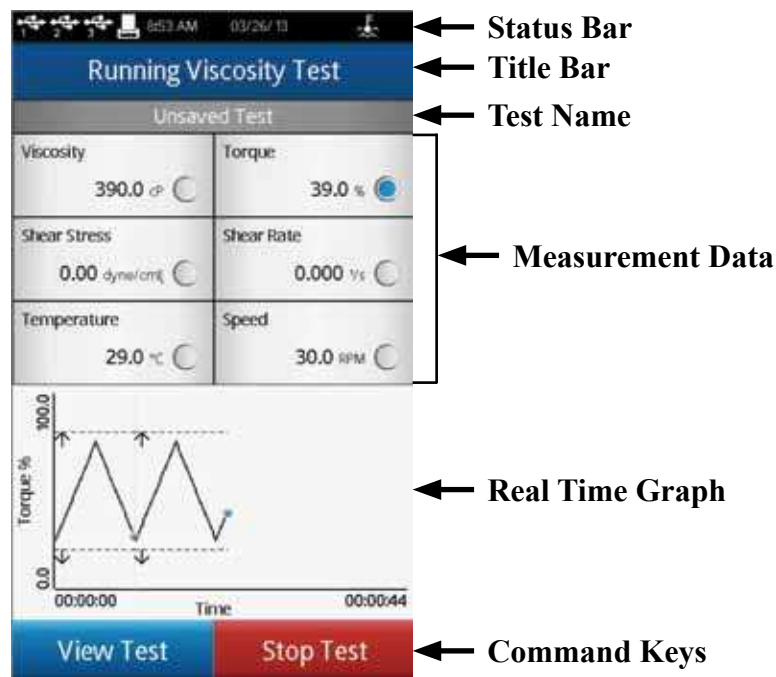 1 2 3 8:53 AM 03/26/13
Status Bar
Running Viscosity Test
Title Bar
Unsaved Test
Test Name
Viscosity
390.0 cP
Torque
39.0 %
Shear Stress
0.00 dyne/cm
Shear Rate
0.000 1/s
Temperature
29.0 °C
Speed
30.0 RPM
Measurement Data
100.0
Torque %
0.0
00:00:00
Time
00:00:44
Real Time Graph
View Test
Stop Test
Command Keys